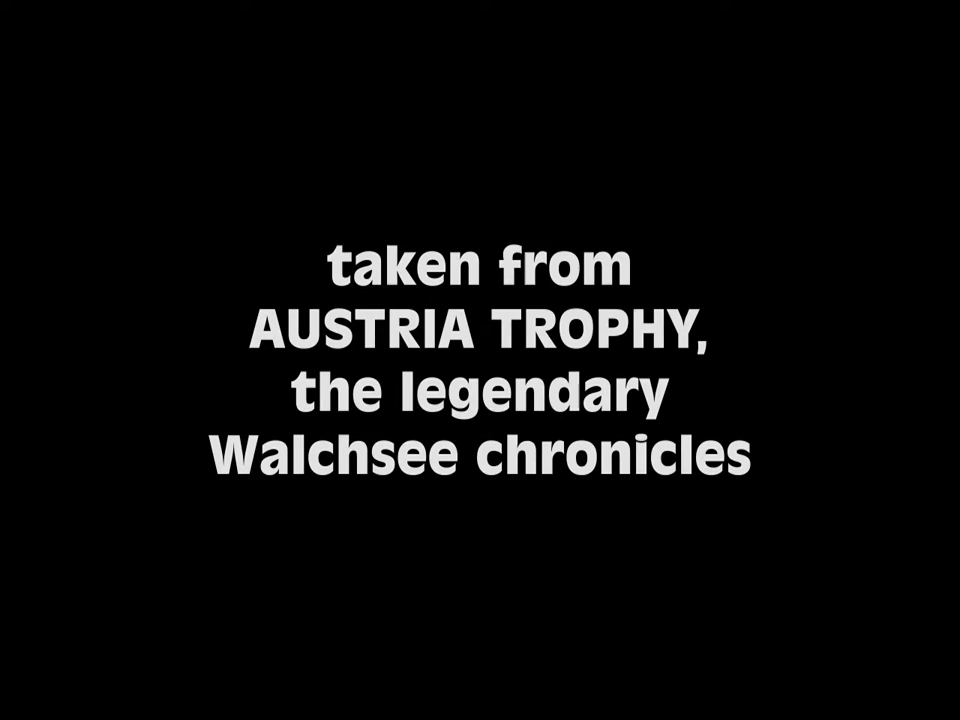 taken from
AUSTRIA TROPHY,
the legendary
Walchsee chronicles